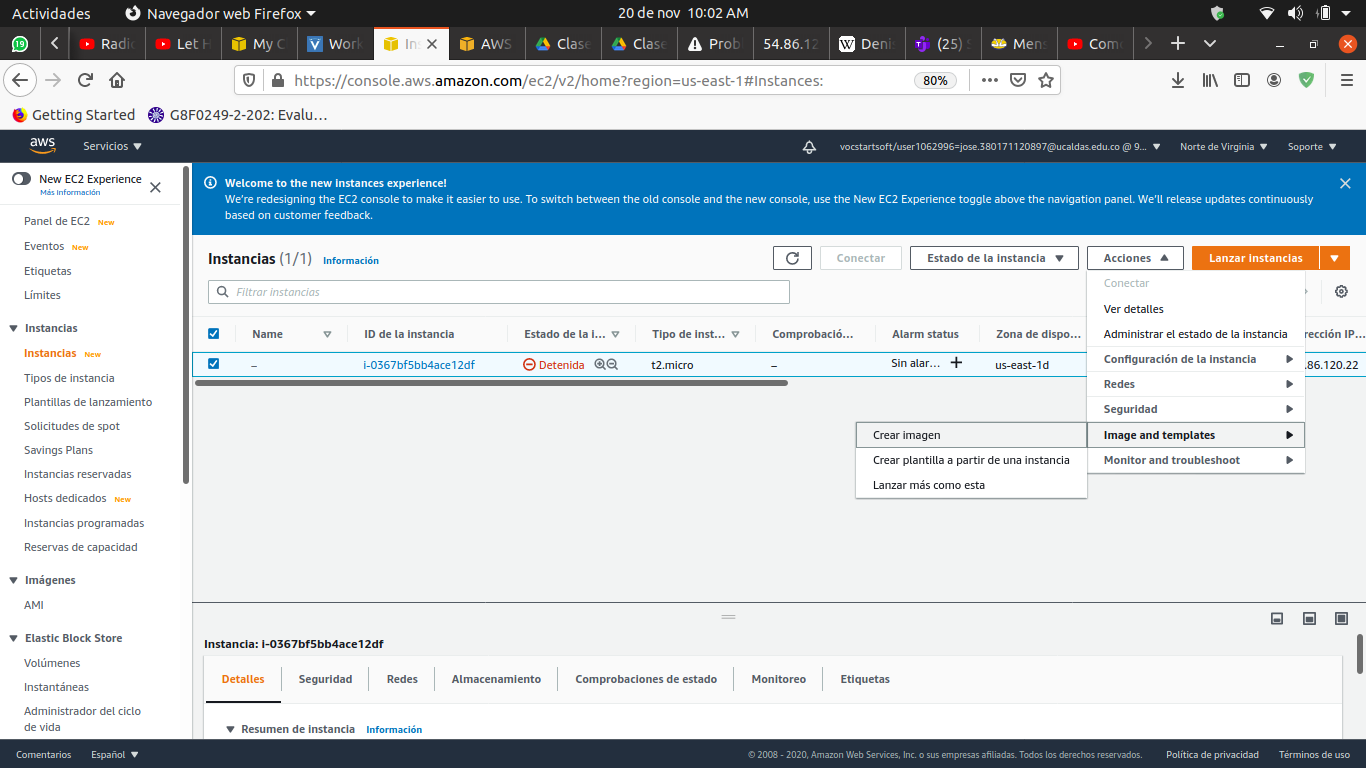 Actividades
Navegador web Firefox
20 de nov 10:02 AM
19
Radi
Let H
My C
Work
Ins
AWS
Clase
Clase
Prob
54.86.12
Deni
(25)
Mens
Com
https://console.aws.amazon.com/ec2/v2/home?region=us-east-1#Instances:
80%
Getting Started
G8F0249-2-202: Evalu…
aws
Servicios
vocstartsoft/user1062996=jose.380171120897@ucaldas.edu.co @ 9...
Norte de Virginia
Soporte
New EC2 Experience
Más información
Panel de EC2 New
Eventos New
Etiquetas
Límites
Instancias
Instancias New
Tipos de instancia
Plantillas de lanzamiento
Solicitudes de spot
Savings Plans
Instancias reservadas
Hosts dedicados New
Instancias programadas
Reservas de capacidad
Imágenes
AMI
Elastic Block Store
Volúmenes
Instantáneas
Administrador del ciclo
de vida
Welcome to the new instances experience!
We're redesigning the EC2 console to make it easier to use. To switch between the old console and the new console, use the New EC2 Experience toggle above the navigation panel. We'll release updates continuously
based on customer feedback.
Instancias (1/1) Información
Conectar
Estado de la instancia
Acciones
Lanzar instancias
Filtrar instancias
Name
ID de la instancia
Estado de la i...
Tipo de inst...
Comprobació...
Alarm status
Zona de dispo...
rección IP...
–
i-0367bf5bb4ace12df
Detenida
t2.micro
–
Sin alar...
us-east-1d
.86.120.22
Conectar
Ver detalles
Administrar el estado de la instancia
Configuración de la instancia
Redes
Seguridad
Image and templates
Monitor and troubleshoot
Crear imagen
Crear plantilla a partir de una instancia
Lanzar más como esta
Instancia: i-0367bf5bb4ace12df
Detalles
Seguridad
Redes
Almacenamiento
Comprobaciones de estado
Monitoreo
Etiquetas
Resumen de instancia Información
Comentarios
Español
© 2008 - 2020, Amazon Web Services, Inc. o sus empresas afiliadas. Todos los derechos reservados.
Política de privacidad
Términos de uso